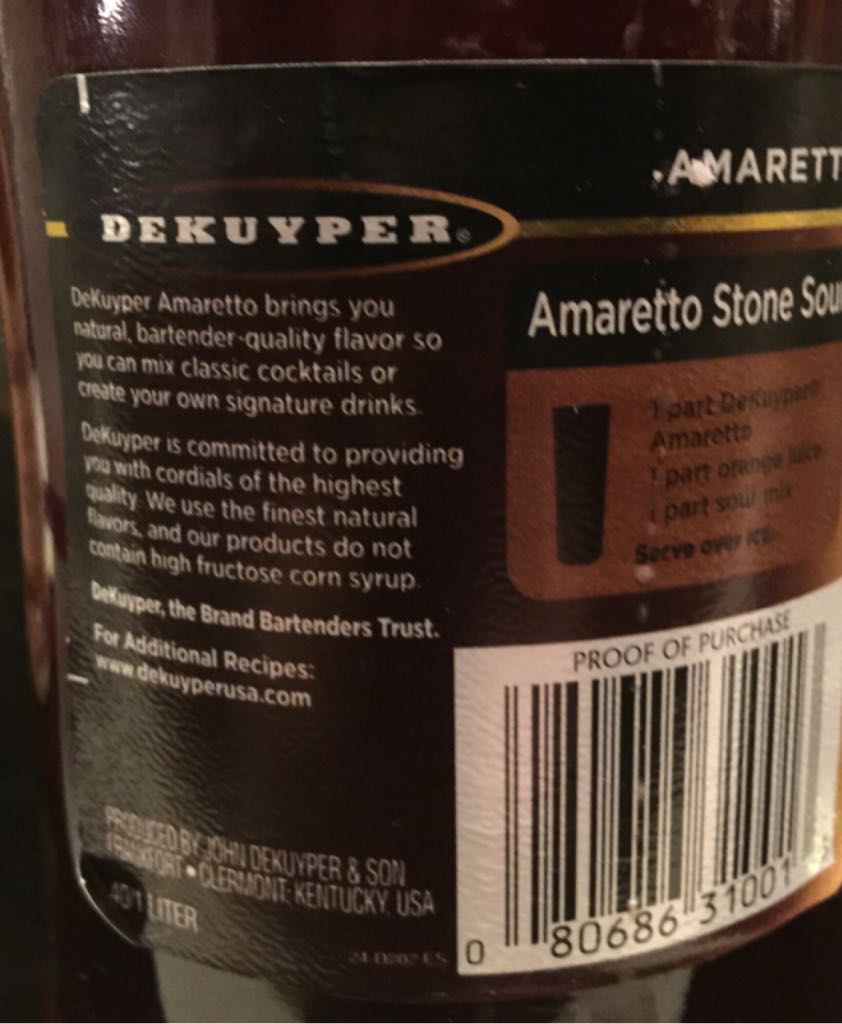 .AMARETT
DEKUYPER®
DeKuyper Amaretto brings you
natural, bartender-quality flavor so
you can mix classic cocktails or
create your own signature drinks.
DeKuyper is committed to providing
you with cordials of the highest
quality. We use the finest natural
flavors, and our products do not
contain high fructose corn syrup.
DeKuyper, the Brand Bartenders Trust.
For Additional Recipes:
www.dekuyperusa.com
PRODUCED BY JOHN DEKUYPER & SON
FRANKFORT • CLERMONT, KENTUCKY, USA
LITER
Amaretto Stone Sou
1 part DeKuyper®
Amaretto
1 part orange juice
1 part sour mix
Serve over ice.
PROOF OF PURCHASE
0 80686 31001